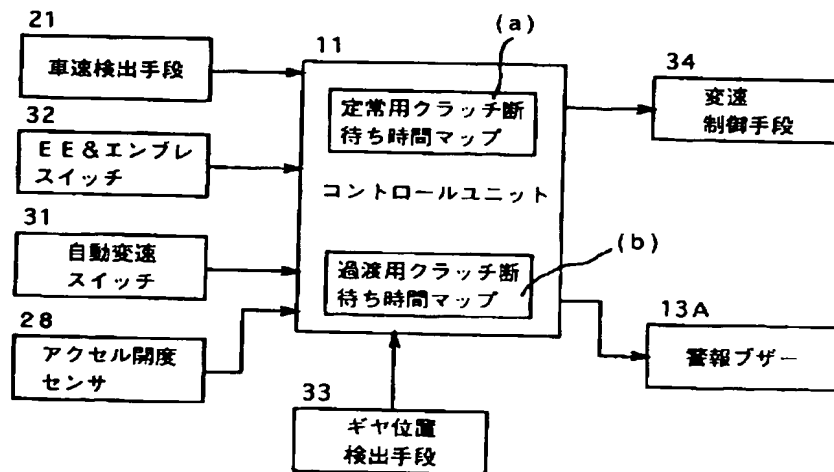 21
車速検出手段
32
EE&エンブレ
スイッチ
31
自動変速
スイッチ
28
アクセル開度
センサ
11
(a)
定常用クラッチ断
待ち時間マップ
コントロールユニット
過渡用クラッチ断
待ち時間マップ
(b)
33
ギヤ位置
検出手段
34
変速
制御手段
13A
警報ブザー